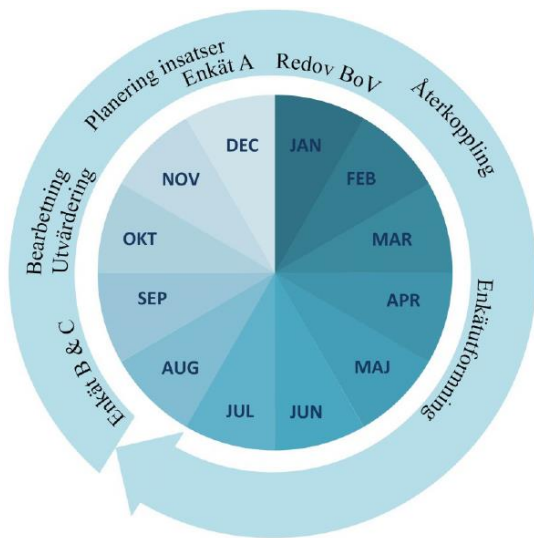 Planering insatser
Enkät A
Redov BoV
Återkoppling
Enkätutformning
Enkät B & C
Bearbetning
Utvärdering
JAN
FEB
MAR
APR
MAJ
JUN
JUL
AUG
SEP
OKT
NOV
DEC